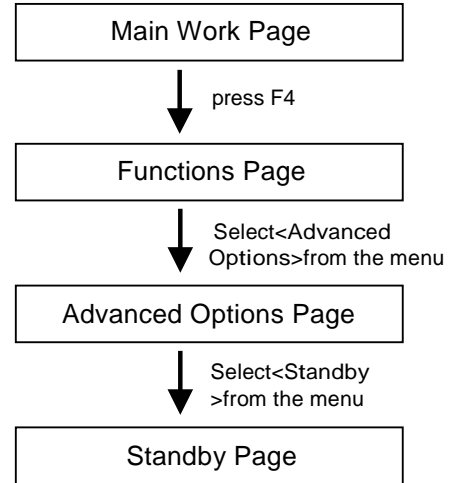 Main Work Page
press F4
Functions Page
Select<Advanced
Options>from the menu
Advanced Options Page
Select<Standby
>from the menu
Standby Page